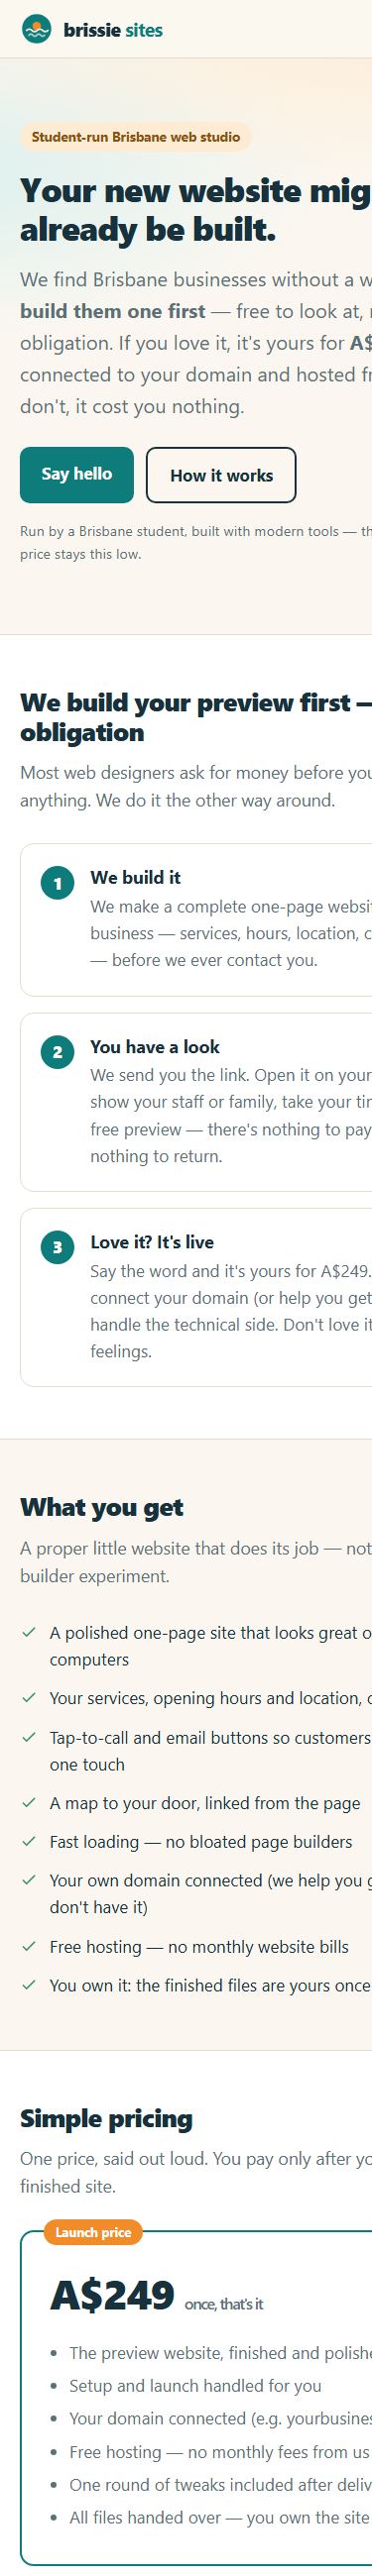 brissie sites
Student-run Brisbane web studio
Your new website mig
already be built.
We find Brisbane businesses without a w
build them one first — free to look at,
obligation. If you love it, it's yours for A$
connected to your domain and hosted fr
don't, it cost you nothing.
Say hello
How it works
Run by a Brisbane student, built with modern tools — th
price stays this low.
We build your preview first —
obligation
Most web designers ask for money before you
anything. We do it the other way around.
1
We build it
We make a complete one-page websit
business — services, hours, location, c
— before we ever contact you.
2
You have a look
We send you the link. Open it on your
show your staff or family, take your tim
free preview — there's nothing to pay
nothing to return.
3
Love it? It's live
Say the word and it's yours for A$249.
connect your domain (or help you get
handle the technical side. Don't love it
feelings.
What you get
A proper little website that does its job — not
builder experiment.
A polished one-page site that looks great o
computers
Your services, opening hours and location,
Tap-to-call and email buttons so customers
one touch
A map to your door, linked from the page
Fast loading — no bloated page builders
Your own domain connected (we help you g
don't have it)
Free hosting — no monthly website bills
You own it: the finished files are yours once
Simple pricing
One price, said out loud. You pay only after yo
finished site.
Launch price
A$249 once, that's it
The preview website, finished and polishe
Setup and launch handled for you
Your domain connected (e.g. yourbusines
Free hosting — no monthly fees from us
One round of tweaks included after deliv
All files handed over — you own the site